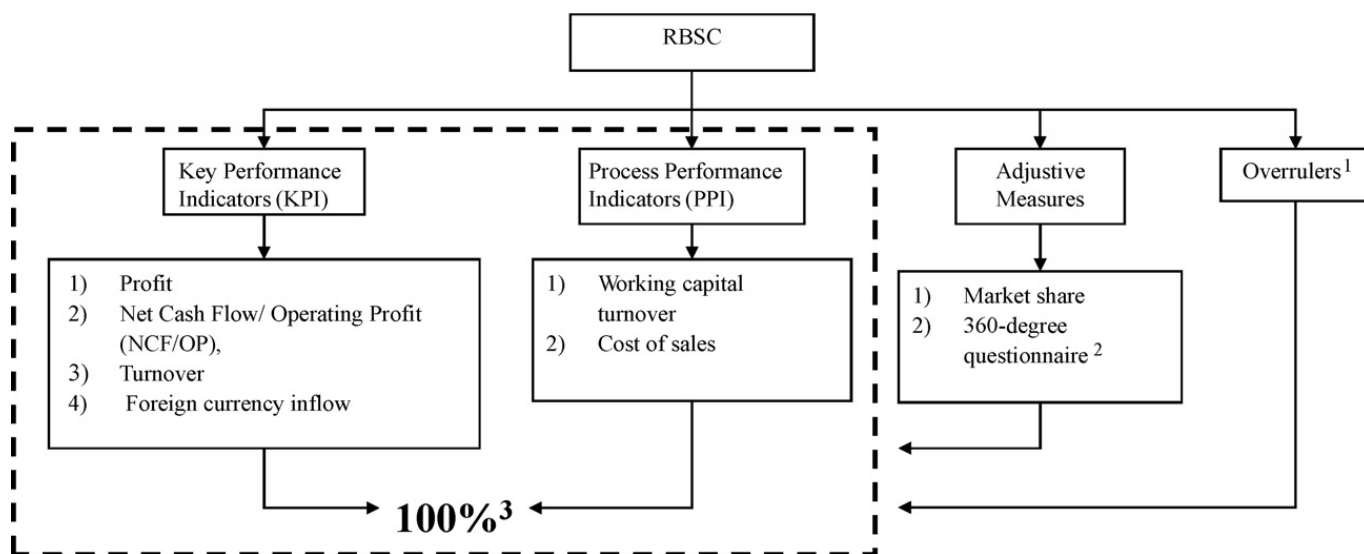 RBSC
Key Performance
Indicators (KPI)
Process Performance
Indicators (PPI)
Adjustive
Measures
Overrulers1
1) Profit
2) Net Cash Flow/ Operating Profit
(NCF/OP),
3) Turnover
4) Foreign currency inflow
1) Working capital
turnover
2) Cost of sales
1) Market share
2) 360-degree
questionnaire 2
100%3